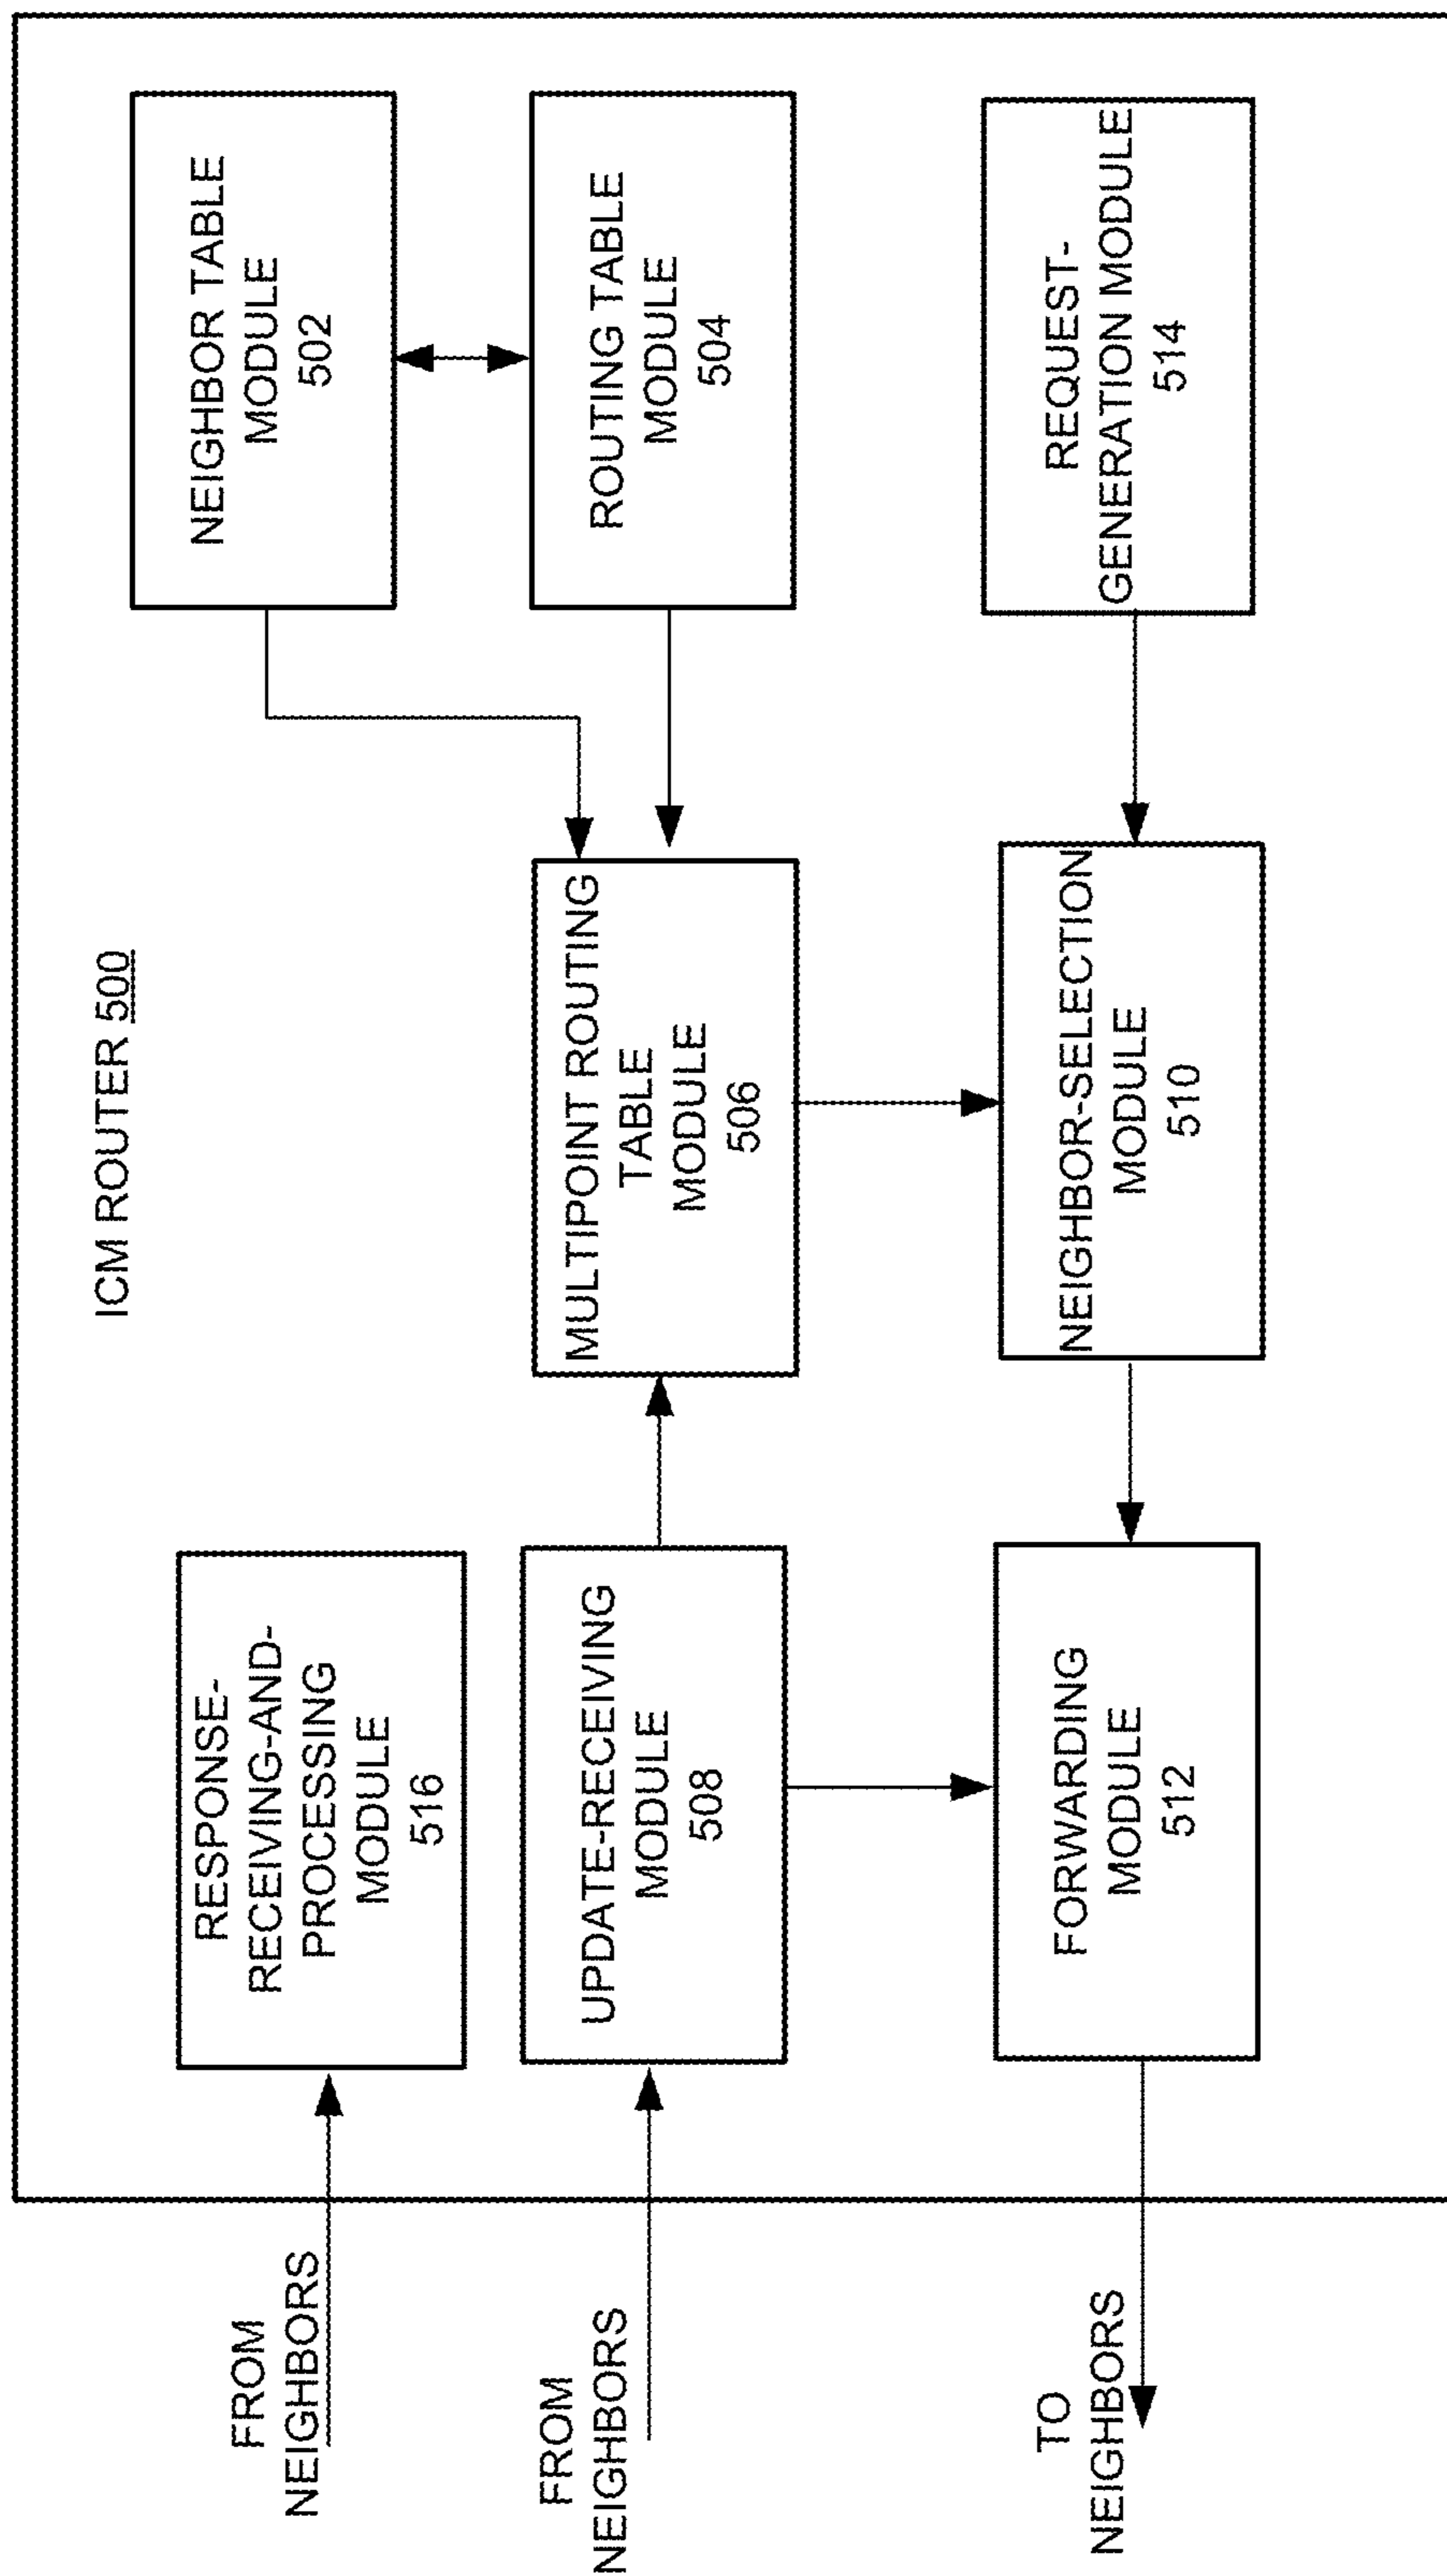 ICM ROUTER 500
FROM
NEIGHBORS
RESPONSE-
RECEIVING-AND-
PROCESSING
MODULE
516
NEIGHBOR TABLE
MODULE
502
FROM
NEIGHBORS
UPDATE-RECEIVING
MODULE
508
MULTIPOINT ROUTING
TABLE
MODULE
506
ROUTING TABLE
MODULE
504
TO
NEIGHBORS
FORWARDING
MODULE
512
NEIGHBOR-SELECTION
MODULE
510
REQUEST-
GENERATION MODULE
514